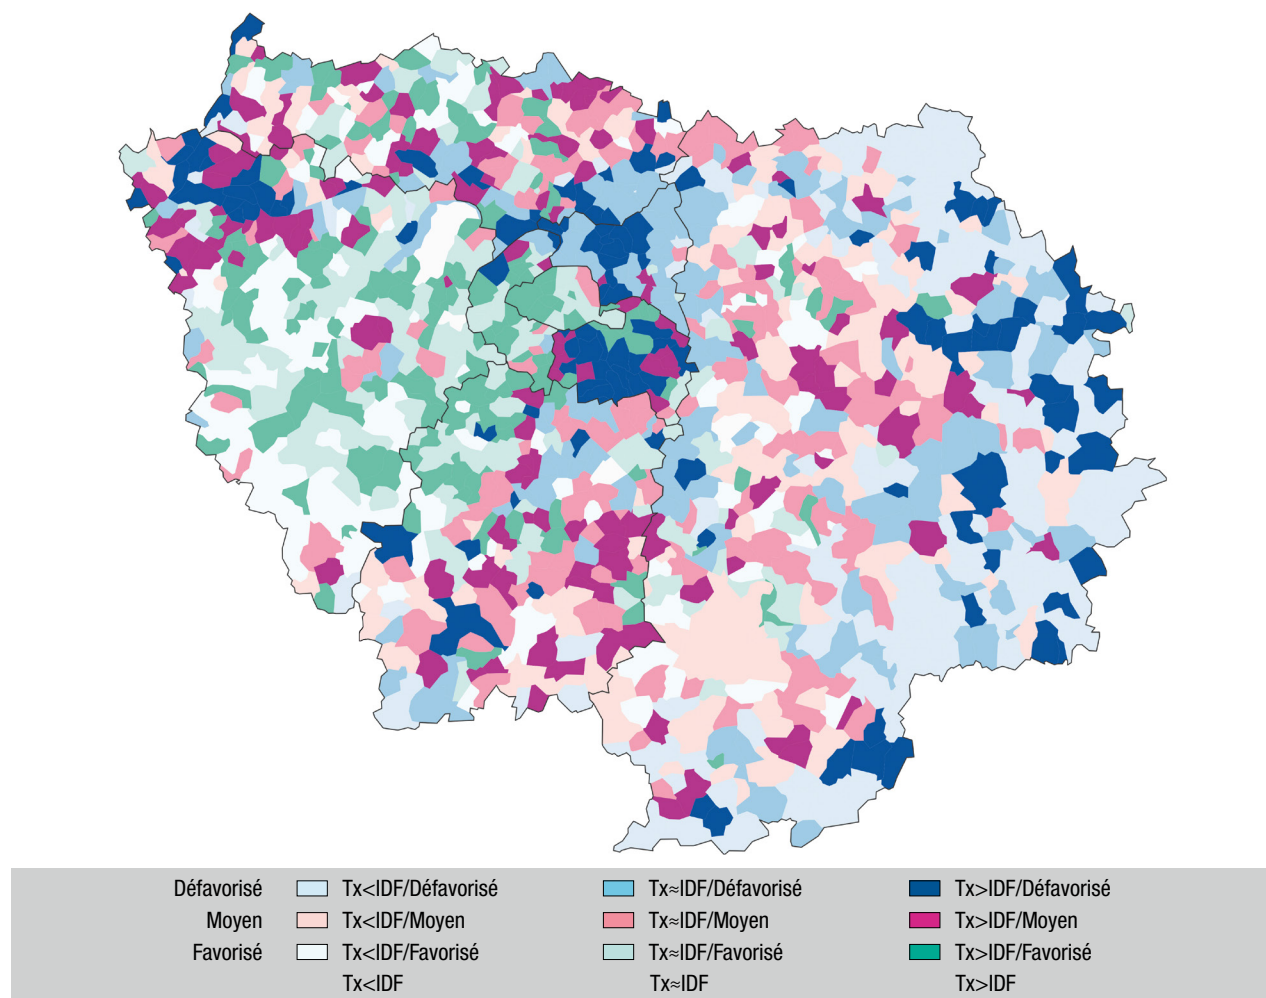 Défavorisé Tx<IDF/Défavorisé Tx≈IDF/Défavorisé Tx>IDF/Défavorisé
Moyen Tx<IDF/Moyen Tx≈IDF/Moyen Tx>IDF/Moyen
Favorisé Tx<IDF/Favorisé Tx≈IDF/Favorisé Tx>IDF/Favorisé
Tx<IDF Tx≈IDF Tx>IDF